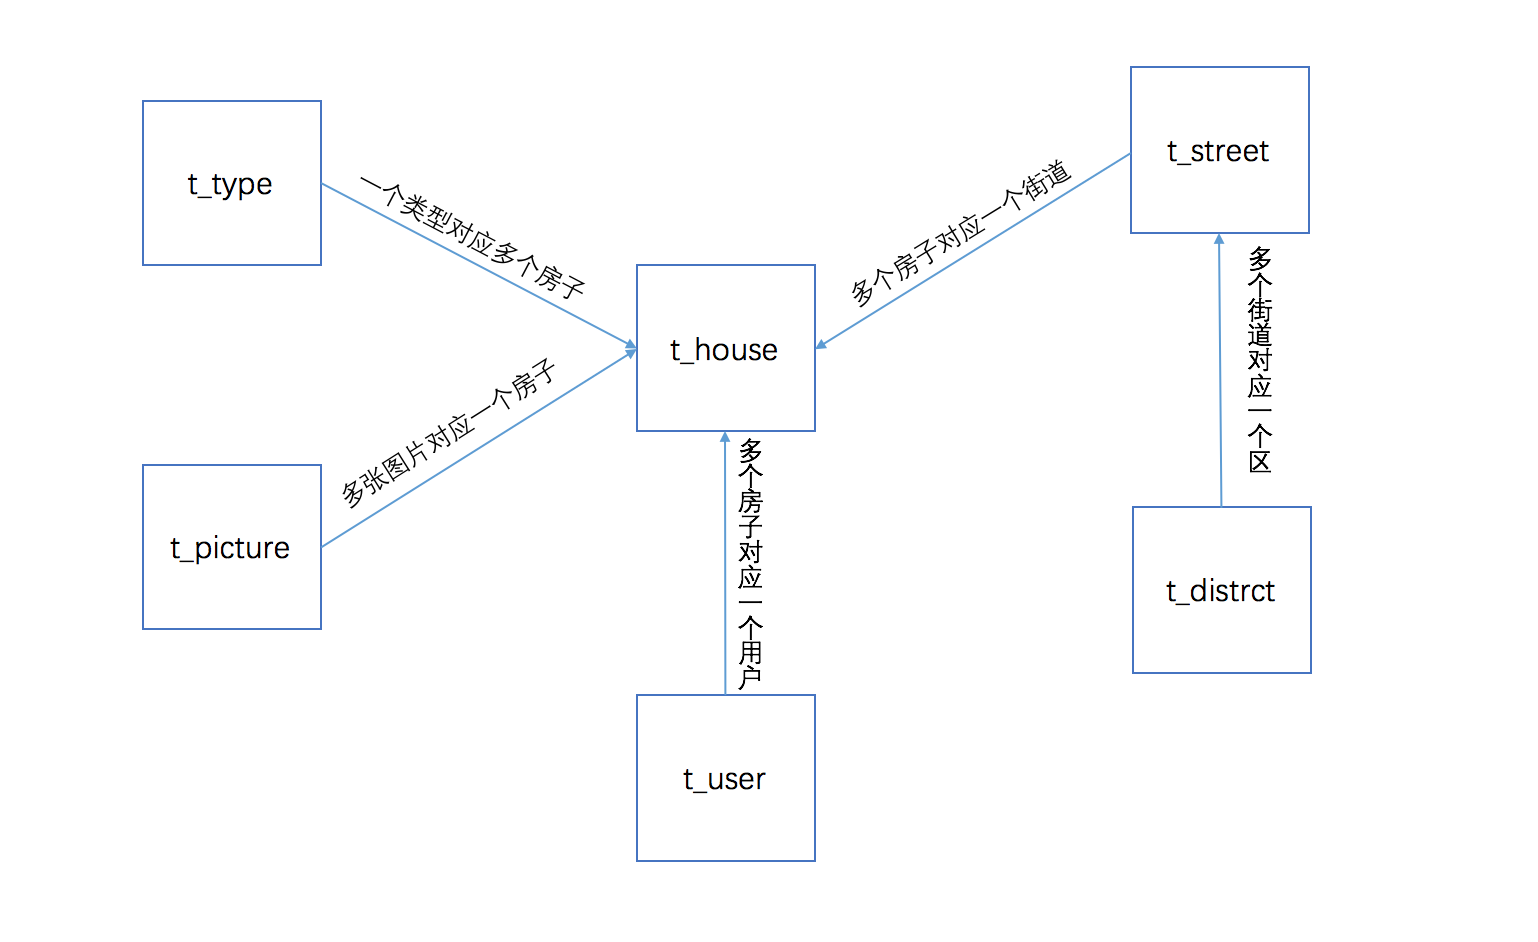 t_type
一个类型对应多个房子
t_street
多个房子对应一个街道
t_house
多个街道对应一个区
t_picture
多张图片对应一个房子
多个房子对应一个用户
t_distrct
t_user